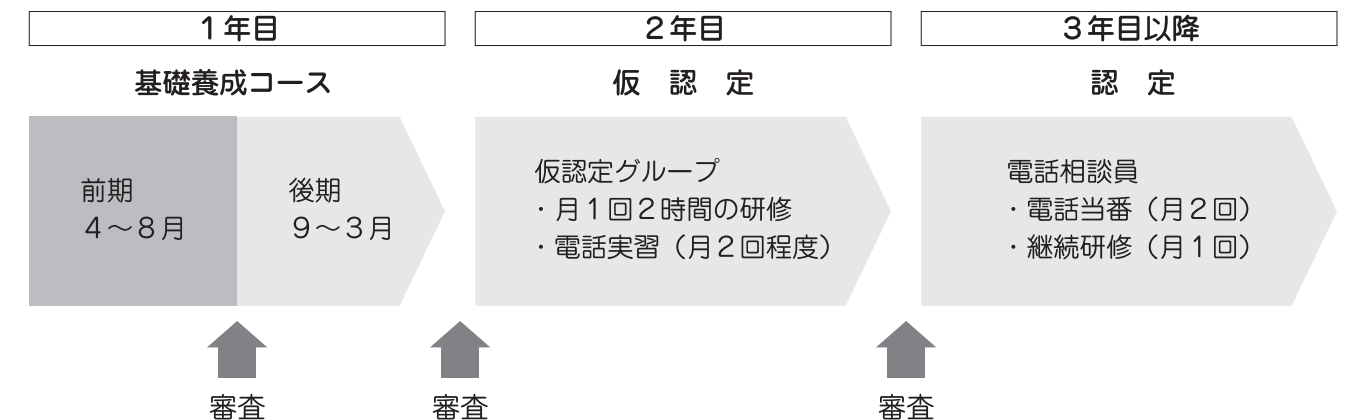 1年目
基礎養成コース
前期
4〜8月
後期
9〜3月
2年目
仮　認　定
仮認定グループ
・月1回2時間の研修
・電話実習（月2回程度）
3年目以降
認　定
電話相談員
・電話当番（月2回）
・継続研修（月1回）
審査
審査
審査